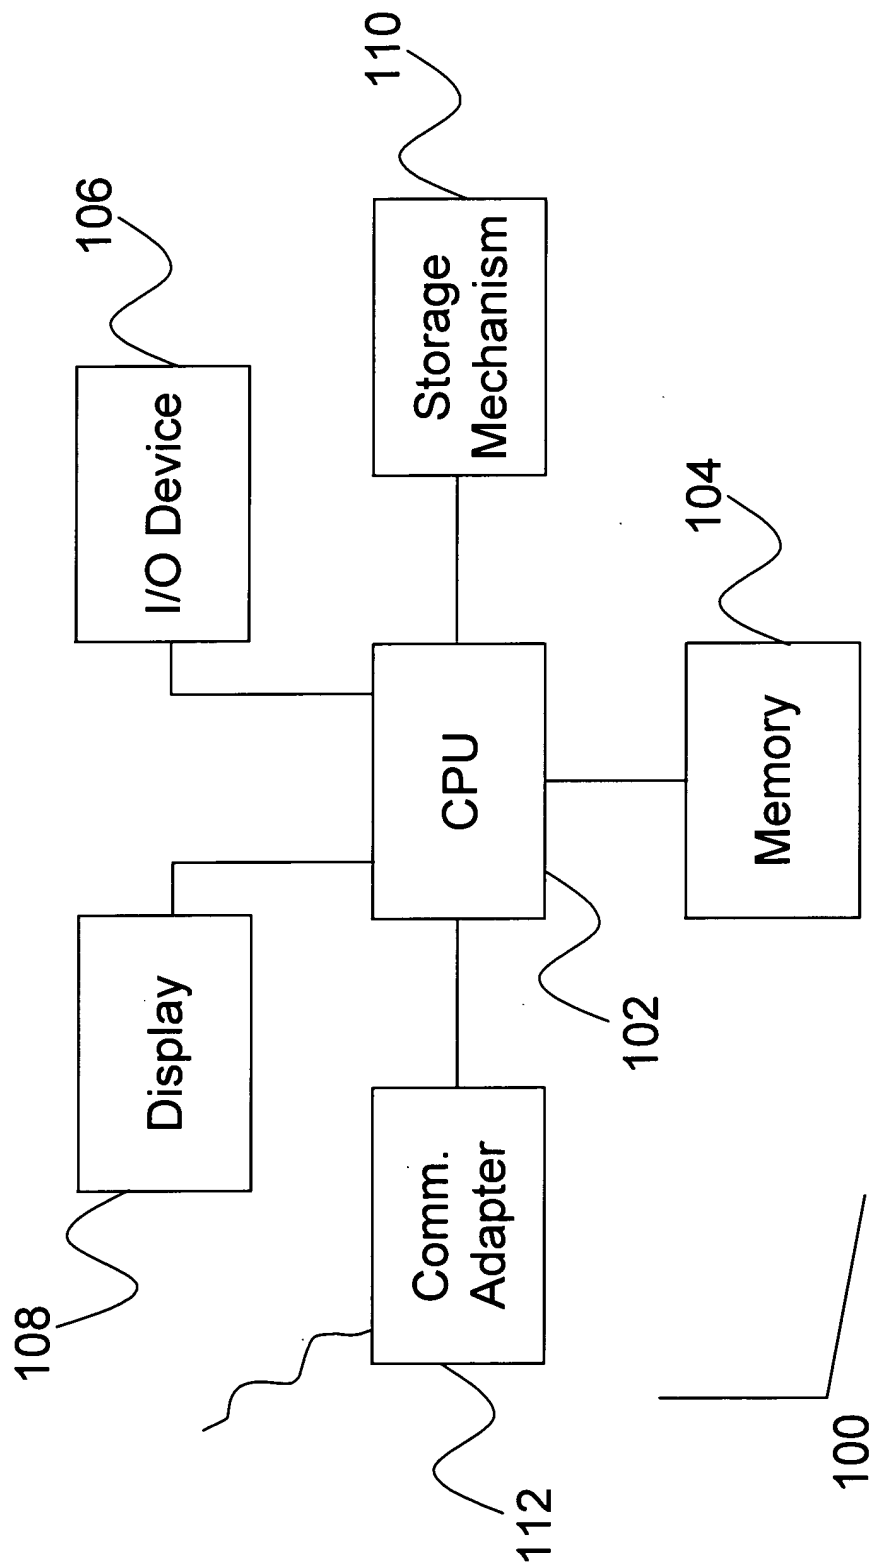 108
Display
I/O Device
106
112
Comm.
Adapter
CPU
Storage
Mechanism
110
102
100
Memory
104